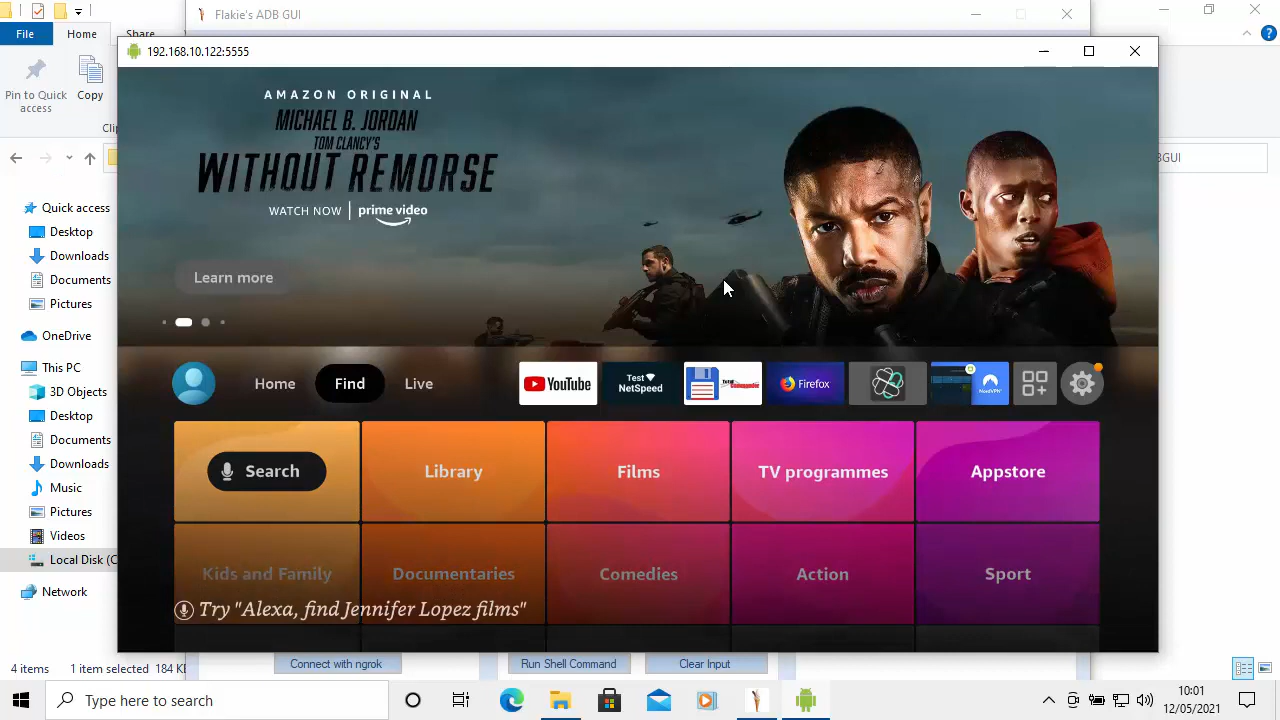 Flakie's ADB GUI
File
Home
Share
192.168.10.122:5555
Pin to Quick
access
Copy
GUI
Quick access
Desktop
Downloads
Documents
Pictures
OneDrive
This PC
3D Objects
Desktop
Documents
Downloads
Music
Pictures
Videos
Local Disk (C
Network
AMAZON ORIGINAL
MICHAEL B. JORDAN
TOM CLANCY'S
WITHOUT REMORSE
WATCH NOW | prime video
Learn more
Home
Find
Live
YouTube
Test
NetSpeed
Total
Commander
Firefox
NordVPN
Search
Library
Films
TV programmes
Appstore
Kids and Family
Documentaries
Comedies
Action
Sport
Try "Alexa, find Jennifer Lopez films"
4 items
1 item selected 184 K
Connect with ngrok
Run Shell Command
Clear Input
Type here to search
10:01
12/05/2021